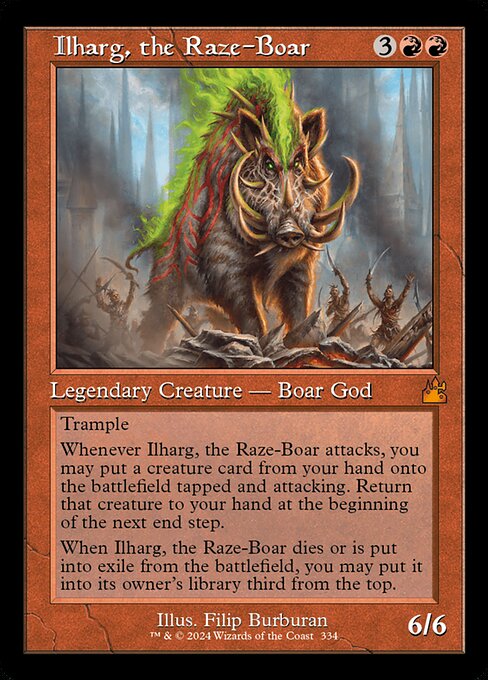 Ilharg, the Raze-Boar 3
Legendary Creature — Boar God
Trample
Whenever Ilharg, the Raze-Boar attacks, you
may put a creature card from your hand onto
the battlefield tapped and attacking. Return
that creature to your hand at the beginning
of the next end step.
When Ilharg, the Raze-Boar dies or is put
into exile from the battlefield, you may put it
into its owner's library third from the top.
Illus. Filip Burburan
6/6
™ & © 2024 Wizards of the Coast 334